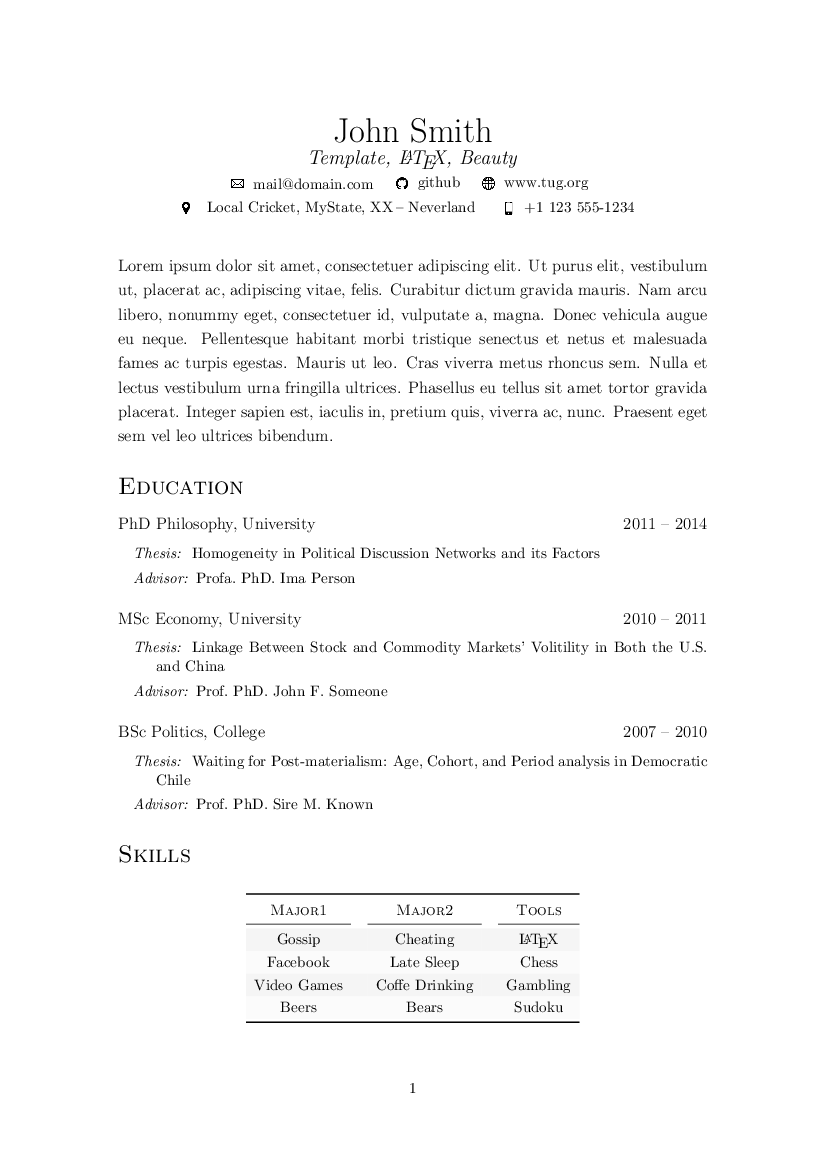 John Smith
Template, LATEX, Beauty
mail@domain.com github www.tug.org
Local Cricket, MyState, XX – Neverland +1 123 555-1234
Lorem ipsum dolor sit amet, consectetuer adipiscing elit. Ut purus elit, vestibulum
ut, placerat ac, adipiscing vitae, felis. Curabitur dictum gravida mauris. Nam arcu
libero, nonummy eget, consectetuer id, vulputate a, magna. Donec vehicula augue
eu neque. Pellentesque habitant morbi tristique senectus et netus et malesuada
fames ac turpis egestas. Mauris ut leo. Cras viverra metus rhoncus sem. Nulla et
lectus vestibulum urna fringilla ultrices. Phasellus eu tellus sit amet tortor gravida
placerat. Integer sapien est, iaculis in, pretium quis, viverra ac, nunc. Praesent eget
sem vel leo ultrices bibendum.
Education
PhD Philosophy, University 2011 – 2014
Thesis: Homogeneity in Political Discussion Networks and its Factors
Advisor: Profa. PhD. Ima Person
MSc Economy, University 2010 – 2011
Thesis: Linkage Between Stock and Commodity Markets' Volitility in Both the U.S.
and China
Advisor: Prof. PhD. John F. Someone
BSc Politics, College 2007 – 2010
Thesis: Waiting for Post-materialism: Age, Cohort, and Period analysis in Democratic
Chile
Advisor: Prof. PhD. Sire M. Known
Skills
Major1 Major2 Tools
Gossip Cheating LATEX
Facebook Late Sleep Chess
Video Games Coffe Drinking Gambling
Beers Bears Sudoku
1